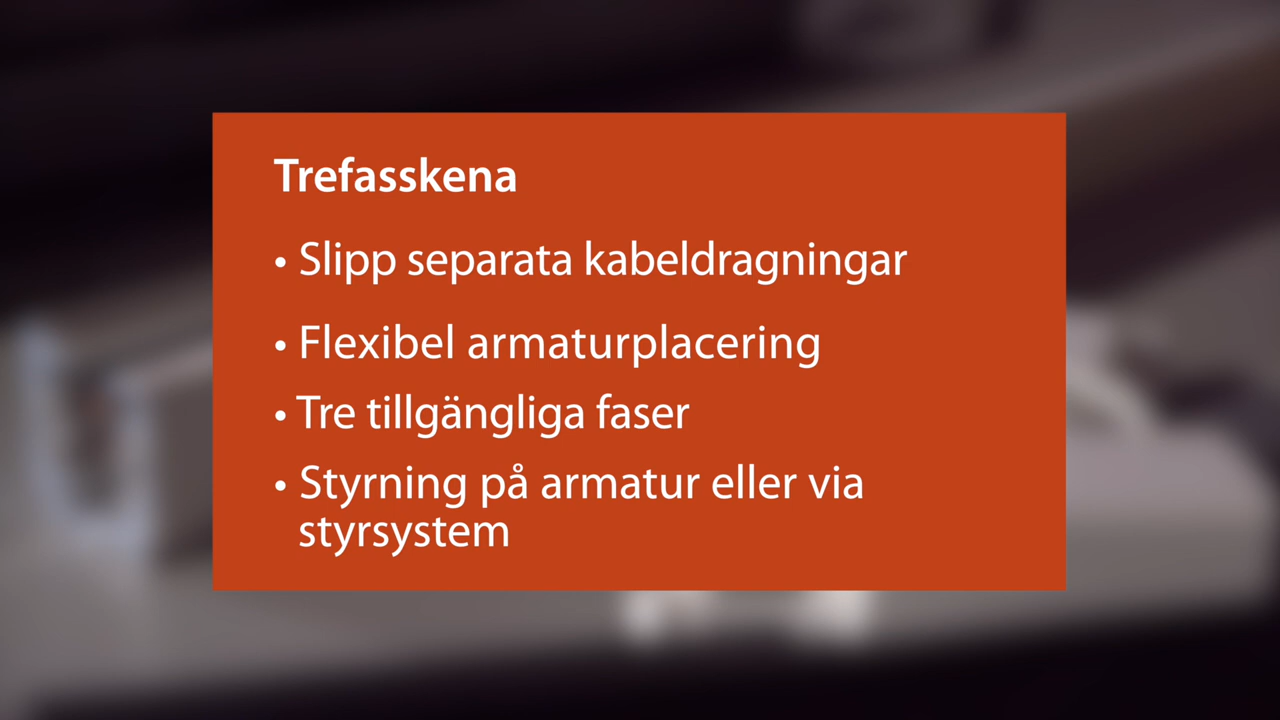 Trefasskena
• Slipp separata kabeldragningar
• Flexibel armaturplacering
• Tre tillgängliga faser
• Styrning på armatur eller via
styrsystem